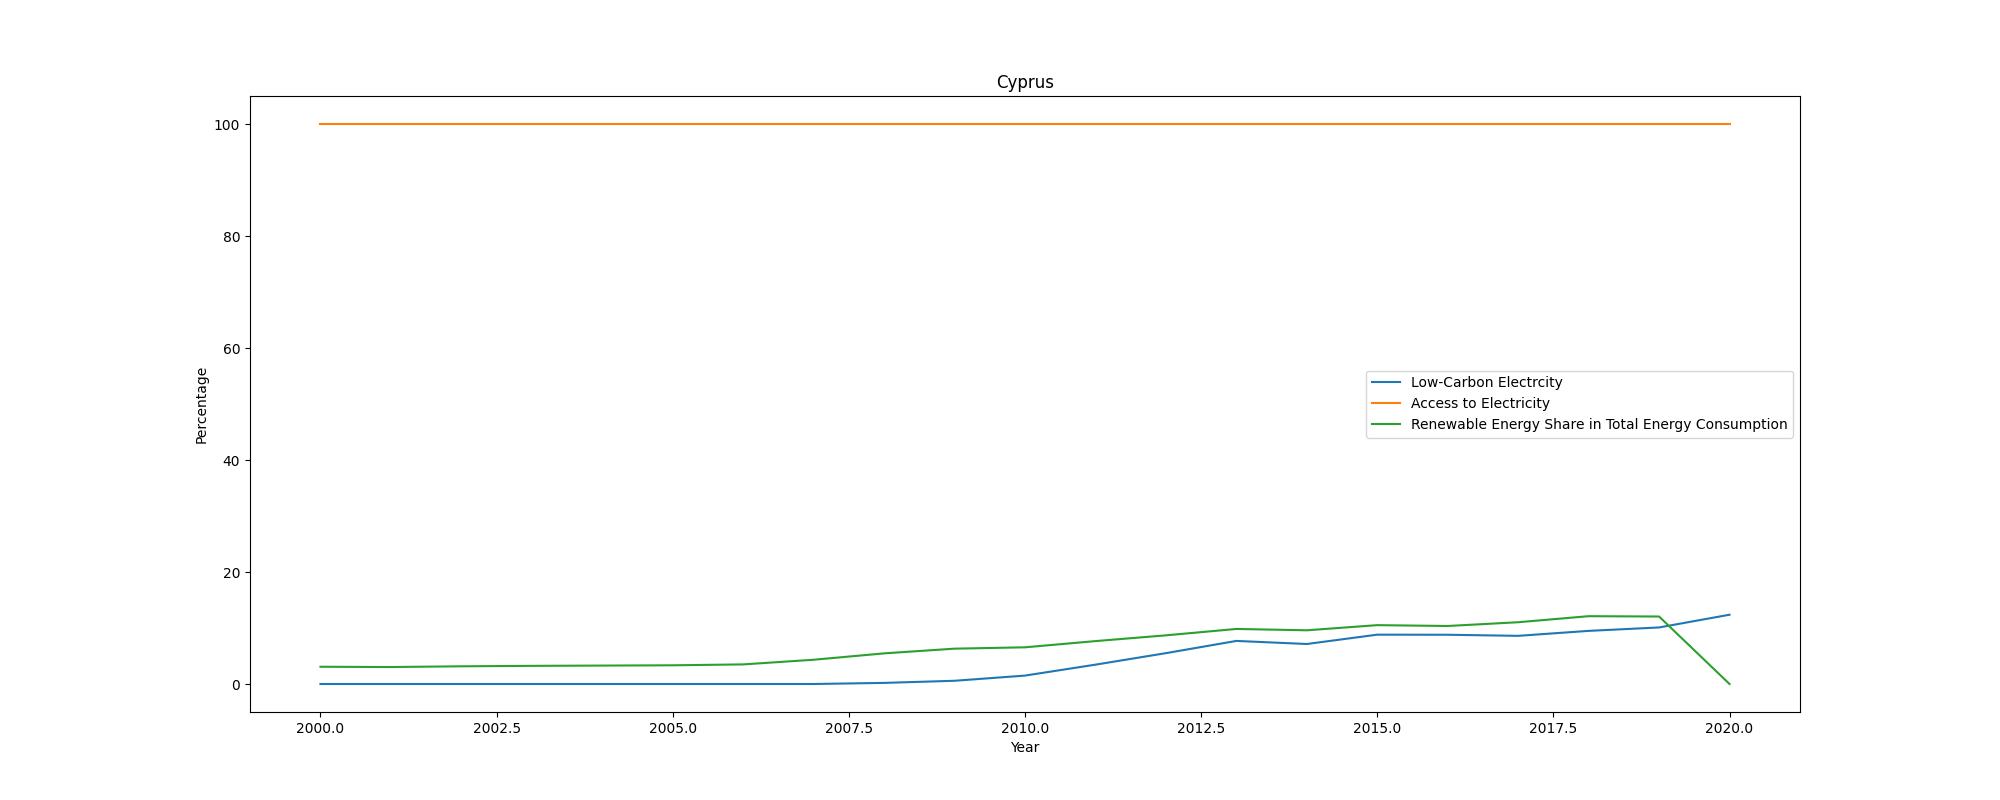 Cyprus
100
80
60
40
20
0
Percentage
Low-Carbon Electrcity
Access to Electricity
Renewable Energy Share in Total Energy Consumption
2000.0 2002.5 2005.0 2007.5 2010.0 2012.5 2015.0 2017.5 2020.0
Year